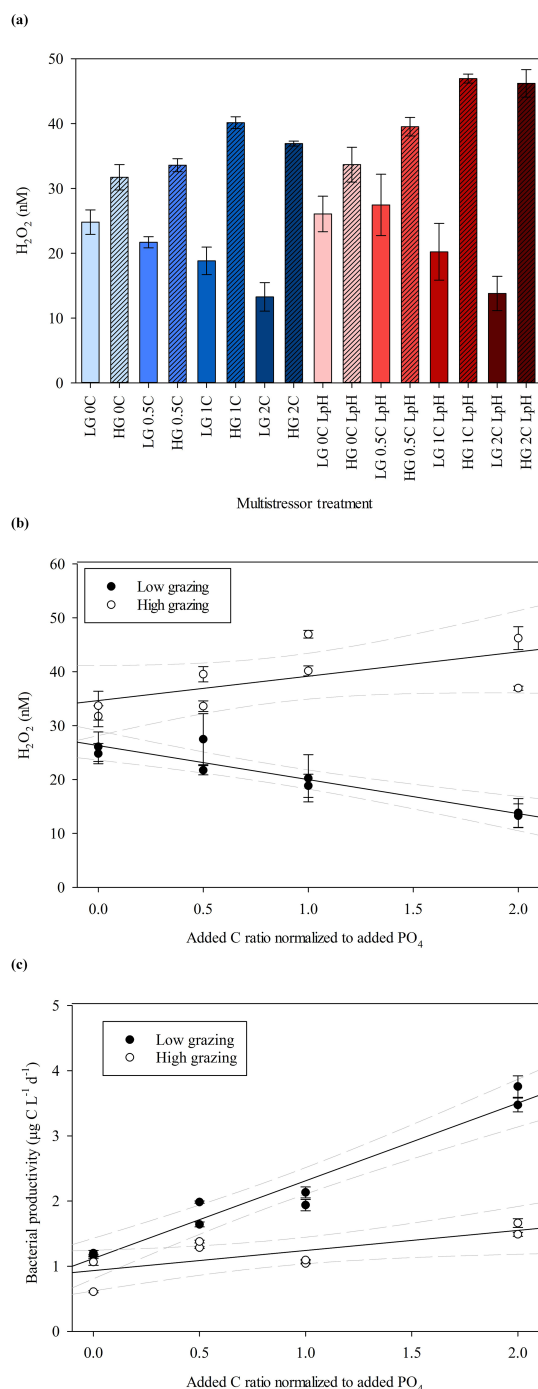 (a)
50
40
30
20
10
0
H₂O₂ (nM)
LG 0C
HG 0C
LG 0.5C
HG 0.5C
LG 1C
HG 1C
LG 2C
HG 2C
LG 0C LpH
HG 0C LpH
LG 0.5C LpH
HG 0.5C LpH
LG 1C LpH
HG 1C LpH
LG 2C LpH
HG 2C LpH
Multistressor treatment
(b)
60
50
40
30
20
10
0
H₂O₂ (nM)
Low grazing
High grazing
0.0 0.5 1.0 1.5 2.0
Added C ratio normalized to added PO₄
(c)
5
4
3
2
1
0
Bacterial productivity (µg C L⁻¹ d⁻¹)
Low grazing
High grazing
0.0 0.5 1.0 1.5 2.0
Added C ratio normalized to added PO₄